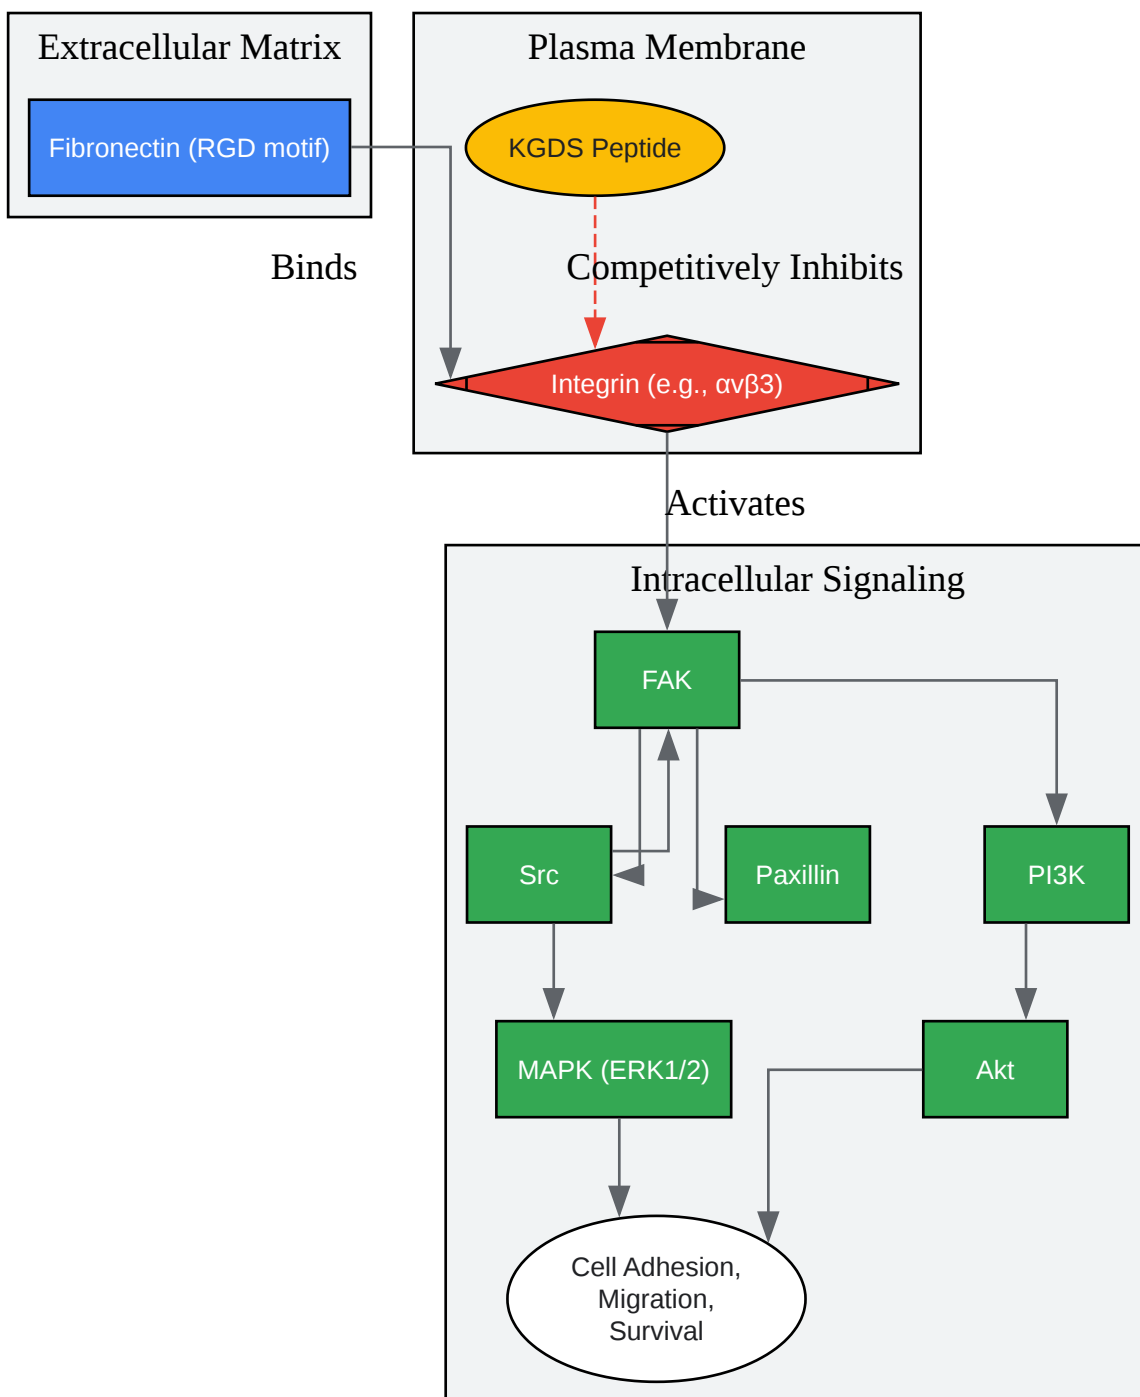 Extracellular Matrix
Plasma Membrane
Fibronectin (RGD motif)
KGDS Peptide
Binds
Competitively Inhibits
Integrin (e.g., αvβ3)
Activates
Intracellular Signaling
FAK
Src
Paxillin
PI3K
MAPK (ERK1/2)
Akt
Cell Adhesion,
Migration,
Survival